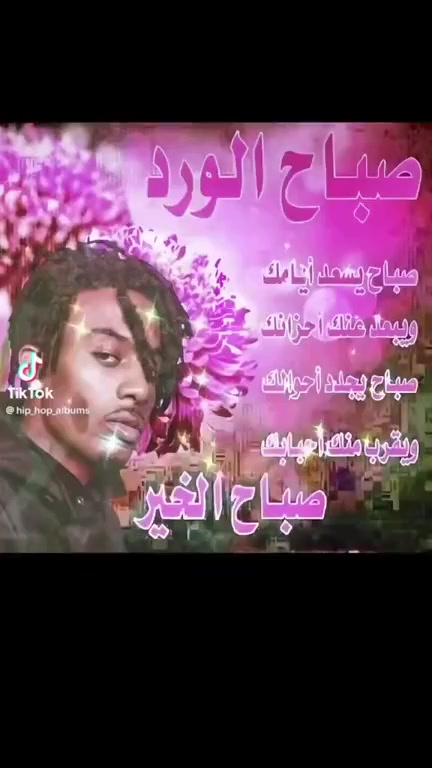 صباح الورد
صباح يسعد أيامك
ويبعد عنك أحزانك
صباح يجدد أحوالك
ويقرب منك أحبابك
صباح الخير
TikTok
@hip_hop_albums